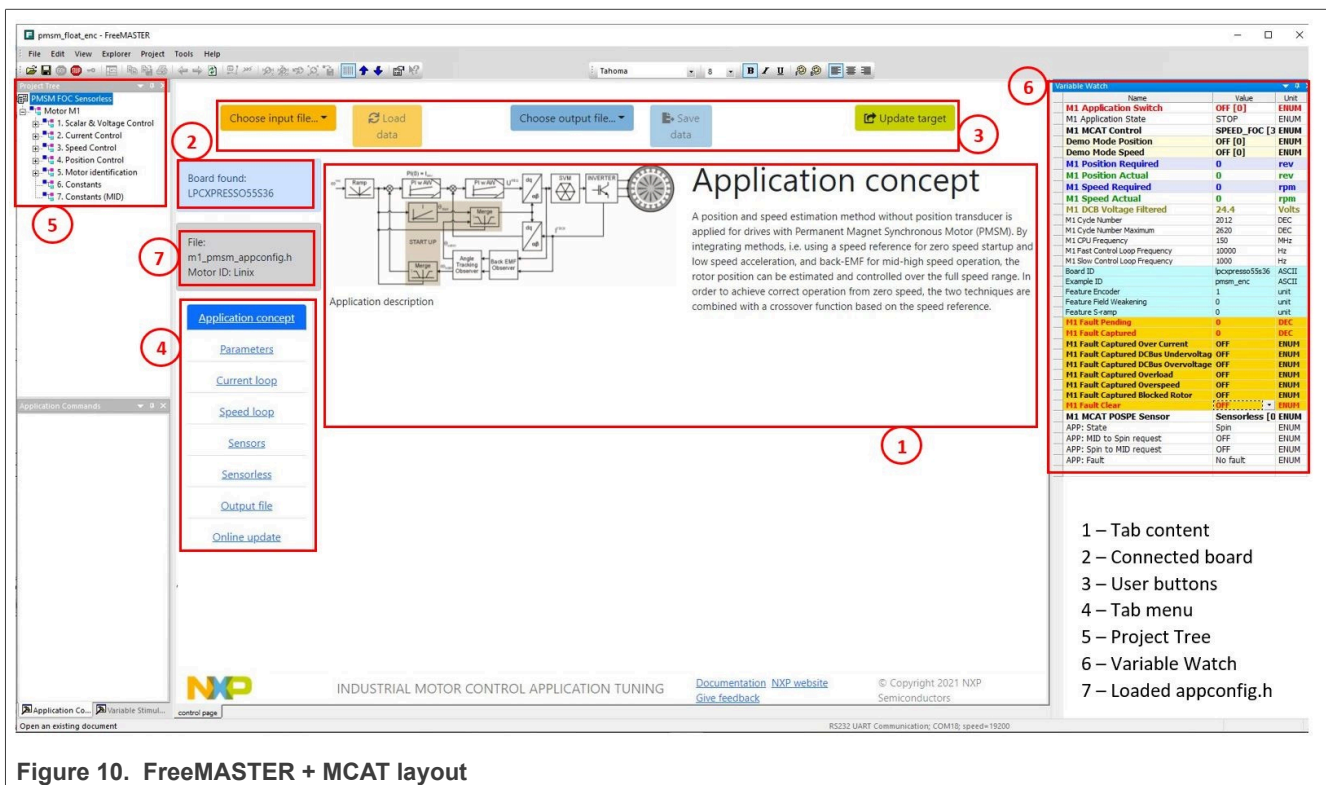 pmsm_float_enc - FreeMASTER
File Edit View Explorer Project Tools Help
Tahoma 8 B I U
Project Tree
PMSM FOC Sensorless
Motor M1
1. Scalar & Voltage Control
2. Current Control
3. Speed Control
4. Position Control
5. Motor identification
6. Constants
7. Constants (MID)
5
Application Commands
Choose input file...
Load data
Choose output file...
Save data
Update target
2
3
Board found:
LPCXPRESSO55S36
7
File:
m1_pmsm_appconfig.h
Motor ID: Linix
4
Application concept
Parameters
Current loop
Speed loop
Sensors
Sensorless
Output file
Online update
Ramp
PI w AW
PI w AW
dq
αβ
SVM
INVERTER
Merge
START UP
dq
αβ
Merge
Angle
Tracking
Observer
Back EMF
Observer
Application description
Application concept
A position and speed estimation method without position transducer is
applied for drives with Permanent Magnet Synchronous Motor (PMSM). By
integrating methods, i.e. using a speed reference for zero speed startup and
low speed acceleration, and back-EMF for mid-high speed operation, the
rotor position can be estimated and controlled over the full speed range. In
order to achieve correct operation from zero speed, the two techniques are
combined with a crossover function based on the speed reference.
1
6
Variable Watch
Name Value Unit
M1 Application Switch OFF [0] ENUM
M1 Application State STOP ENUM
M1 MCAT Control SPEED_FOC [3 ENUM
Demo Mode Position OFF [0] ENUM
Demo Mode Speed OFF [0] ENUM
M1 Position Required 0 rev
M1 Position Actual 0 rev
M1 Speed Required 0 rpm
M1 Speed Actual 0 rpm
M1 DCB Voltage Filtered 24.4 Volts
M1 Cycle Number 2012 DEC
M1 Cycle Number Maximum 2620 DEC
M1 CPU Frequency 150 MHz
M1 Fast Control Loop Frequency 10000 Hz
M1 Slow Control Loop Frequency 1000 Hz
Board ID lpcxpresso55s36 ASCII
Example ID pmsm_enc ASCII
Feature Encoder 1 unit
Feature Field Weakening 0 unit
Feature S-ramp 0 unit
M1 Fault Pending 0 DEC
M1 Fault Captured 0 DEC
M1 Fault Captured Over Current OFF ENUM
M1 Fault Captured DCBus Undervoltag OFF ENUM
M1 Fault Captured DCBus Overvoltage OFF ENUM
M1 Fault Captured Overload OFF ENUM
M1 Fault Captured Overspeed OFF ENUM
M1 Fault Captured Blocked Rotor OFF ENUM
M1 Fault Clear OFF ENUM
M1 MCAT POSPE Sensor Sensorless [0 ENUM
APP: State Spin ENUM
APP: MID to Spin request OFF ENUM
APP: Spin to MID request OFF ENUM
APP: Fault No fault ENUM
1 – Tab content
2 – Connected board
3 – User buttons
4 – Tab menu
5 – Project Tree
6 – Variable Watch
7 – Loaded appconfig.h
NXP
INDUSTRIAL MOTOR CONTROL APPLICATION TUNING
Documentation NXP website
Give feedback
© Copyright 2021 NXP
Semiconductors
Application Co... Variable Stimul... control page
Open an existing document
RS232 UART Communication; COM18; speed=19200
Figure 10. FreeMASTER + MCAT layout